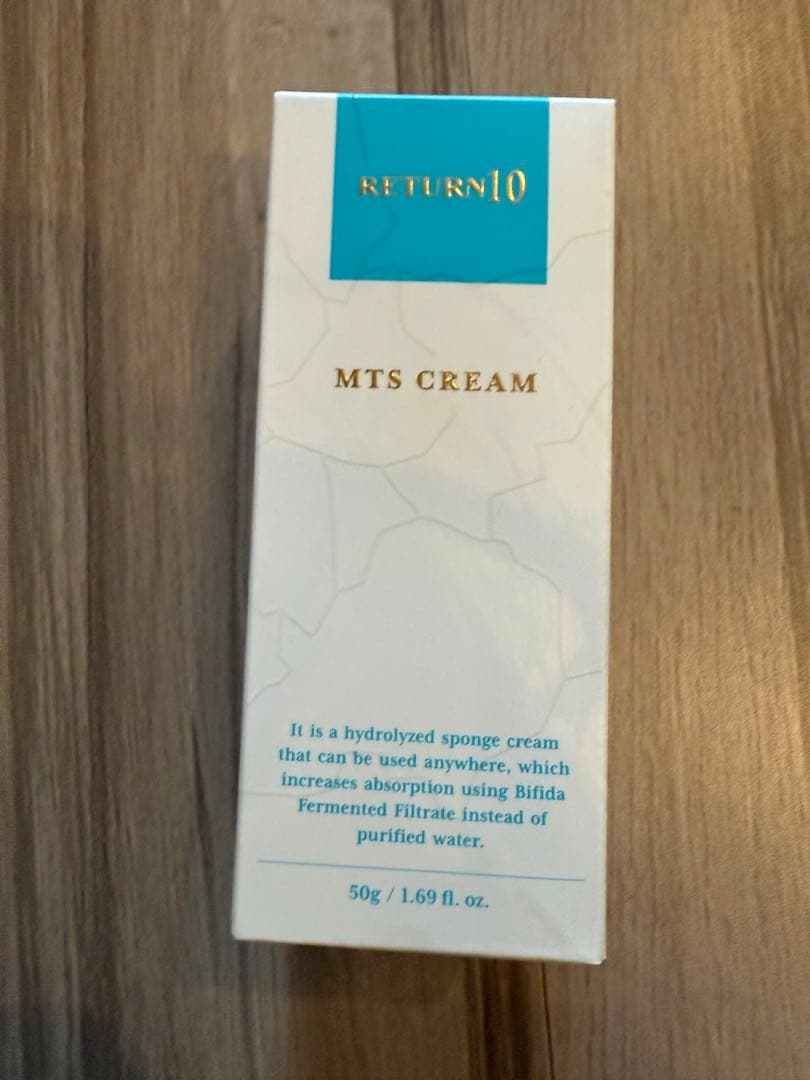 RETURN10
MTS CREAM
It is a hydrolyzed sponge cream
that can be used anywhere, which
increases absorption using Bifida
Fermented Filtrate instead of
purified water.
50g / 1.69 fl. oz.